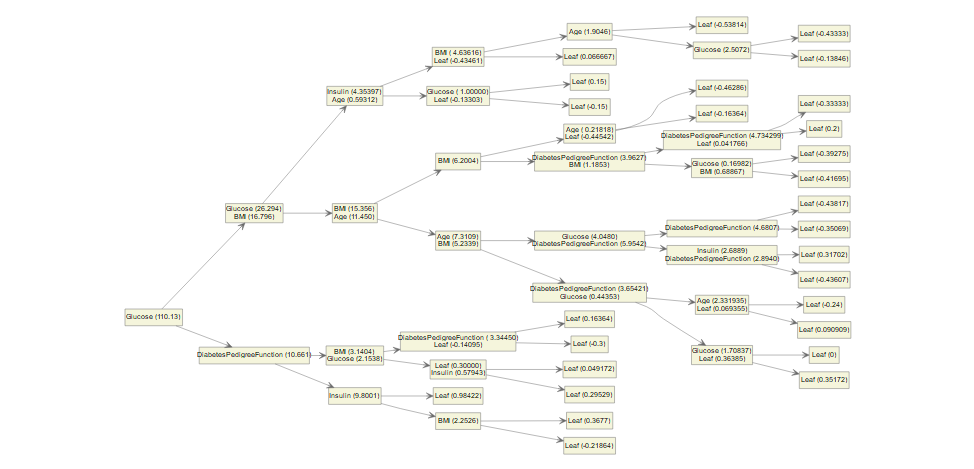 Glucose (110.13)
Glucose (26.294)
BMI (16.796)
DiabetesPedigreeFunction (10.661)
Insulin (4.35397)
Age (0.59312)
BMI (15.356)
Age (11.450)
BMI (3.1404)
Glucose (2.1538)
Insulin (9.8001)
BMI ( 4.63616)
Leaf (-0.43461)
Glucose ( 1.00000)
Leaf (-0.13303)
BMI (6.2004)
Age (7.3109)
BMI (5.2339)
DiabetesPedigreeFunction ( 3.34450)
Leaf (-0.14095)
Leaf (0.30000)
Insulin (0.57943)
Leaf (0.98422)
BMI (2.2526)
Age (1.9046)
Leaf (0.066667)
Leaf (0.15)
Leaf (-0.15)
Age ( 0.21818)
Leaf (-0.44542)
DiabetesPedigreeFunction (3.9627)
BMI (1.1853)
Glucose (4.0480)
DiabetesPedigreeFunction (5.9542)
DiabetesPedigreeFunction (3.65421)
Glucose (0.44353)
Leaf (0.16364)
Leaf (-0.3)
Leaf (0.049172)
Leaf (0.29529)
Leaf (0.3677)
Leaf (-0.21864)
Leaf (-0.53814)
Glucose (2.5072)
Leaf (-0.46286)
Leaf (-0.16364)
DiabetesPedigreeFunction (4.734299)
Leaf (0.041766)
Glucose (0.16982)
BMI (0.68867)
DiabetesPedigreeFunction (4.6807)
Insulin (2.6889)
DiabetesPedigreeFunction (2.8940)
Age (2.331935)
Leaf (0.069355)
Glucose (1.70837)
Leaf (0.36385)
Leaf (-0.43333)
Leaf (-0.13846)
Leaf (-0.33333)
Leaf (0.2)
Leaf (-0.39275)
Leaf (-0.41695)
Leaf (-0.43817)
Leaf (-0.35069)
Leaf (0.31702)
Leaf (-0.43607)
Leaf (-0.24)
Leaf (0.090909)
Leaf (0)
Leaf (0.35172)